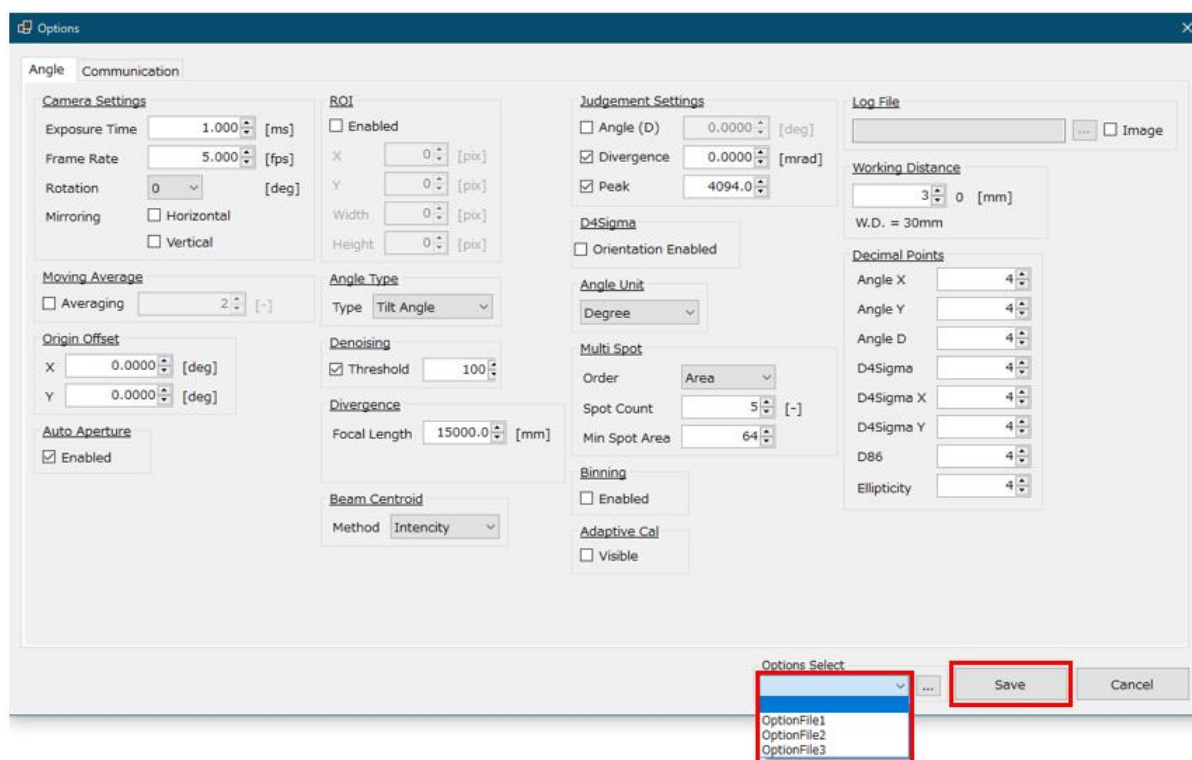 Options
Angle Communication
Camera Settings
Exposure Time 1.000 [ms]
Frame Rate 5.000 [fps]
Rotation 0 [deg]
Mirroring Horizontal
Vertical
Moving Average
Averaging 2 [-]
Origin Offset
X 0.0000 [deg]
Y 0.0000 [deg]
Auto Aperture
Enabled
ROI
Enabled
X 0 [pix]
Y 0 [pix]
Width 0 [pix]
Height 0 [pix]
Angle Type
Type Tilt Angle
Denoising
Threshold 100
Divergence
Focal Length 15000.0 [mm]
Beam Centroid
Method Intencity
Judgement Settings
Angle (D) 0.0000 [deg]
Divergence 0.0000 [mrad]
Peak 4094.0
D4Sigma
Orientation Enabled
Angle Unit
Degree
Multi Spot
Order Area
Spot Count 5 [-]
Min Spot Area 64
Binning
Enabled
Adaptive Cal
Visible
Log File
... Image
Working Distance
3 0 [mm]
W.D. = 30mm
Decimal Points
Angle X 4
Angle Y 4
Angle D 4
D4Sigma 4
D4Sigma X 4
D4Sigma Y 4
D86 4
Ellipticity 4
Options Select
... Save Cancel
OptionFile1
OptionFile2
OptionFile3